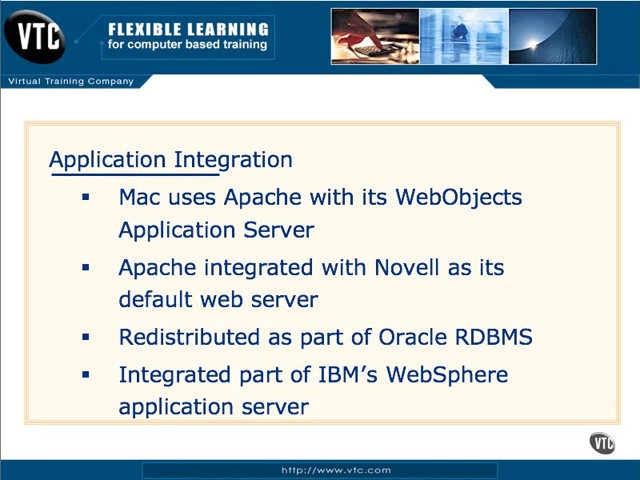 VTC
FLEXIBLE LEARNING
for computer based training
Virtual Training Company
Application Integration
▪ Mac uses Apache with its WebObjects
Application Server
▪ Apache integrated with Novell as its
default web server
▪ Redistributed as part of Oracle RDBMS
▪ Integrated part of IBM's WebSphere
application server
VTC
http://www.vtc.com